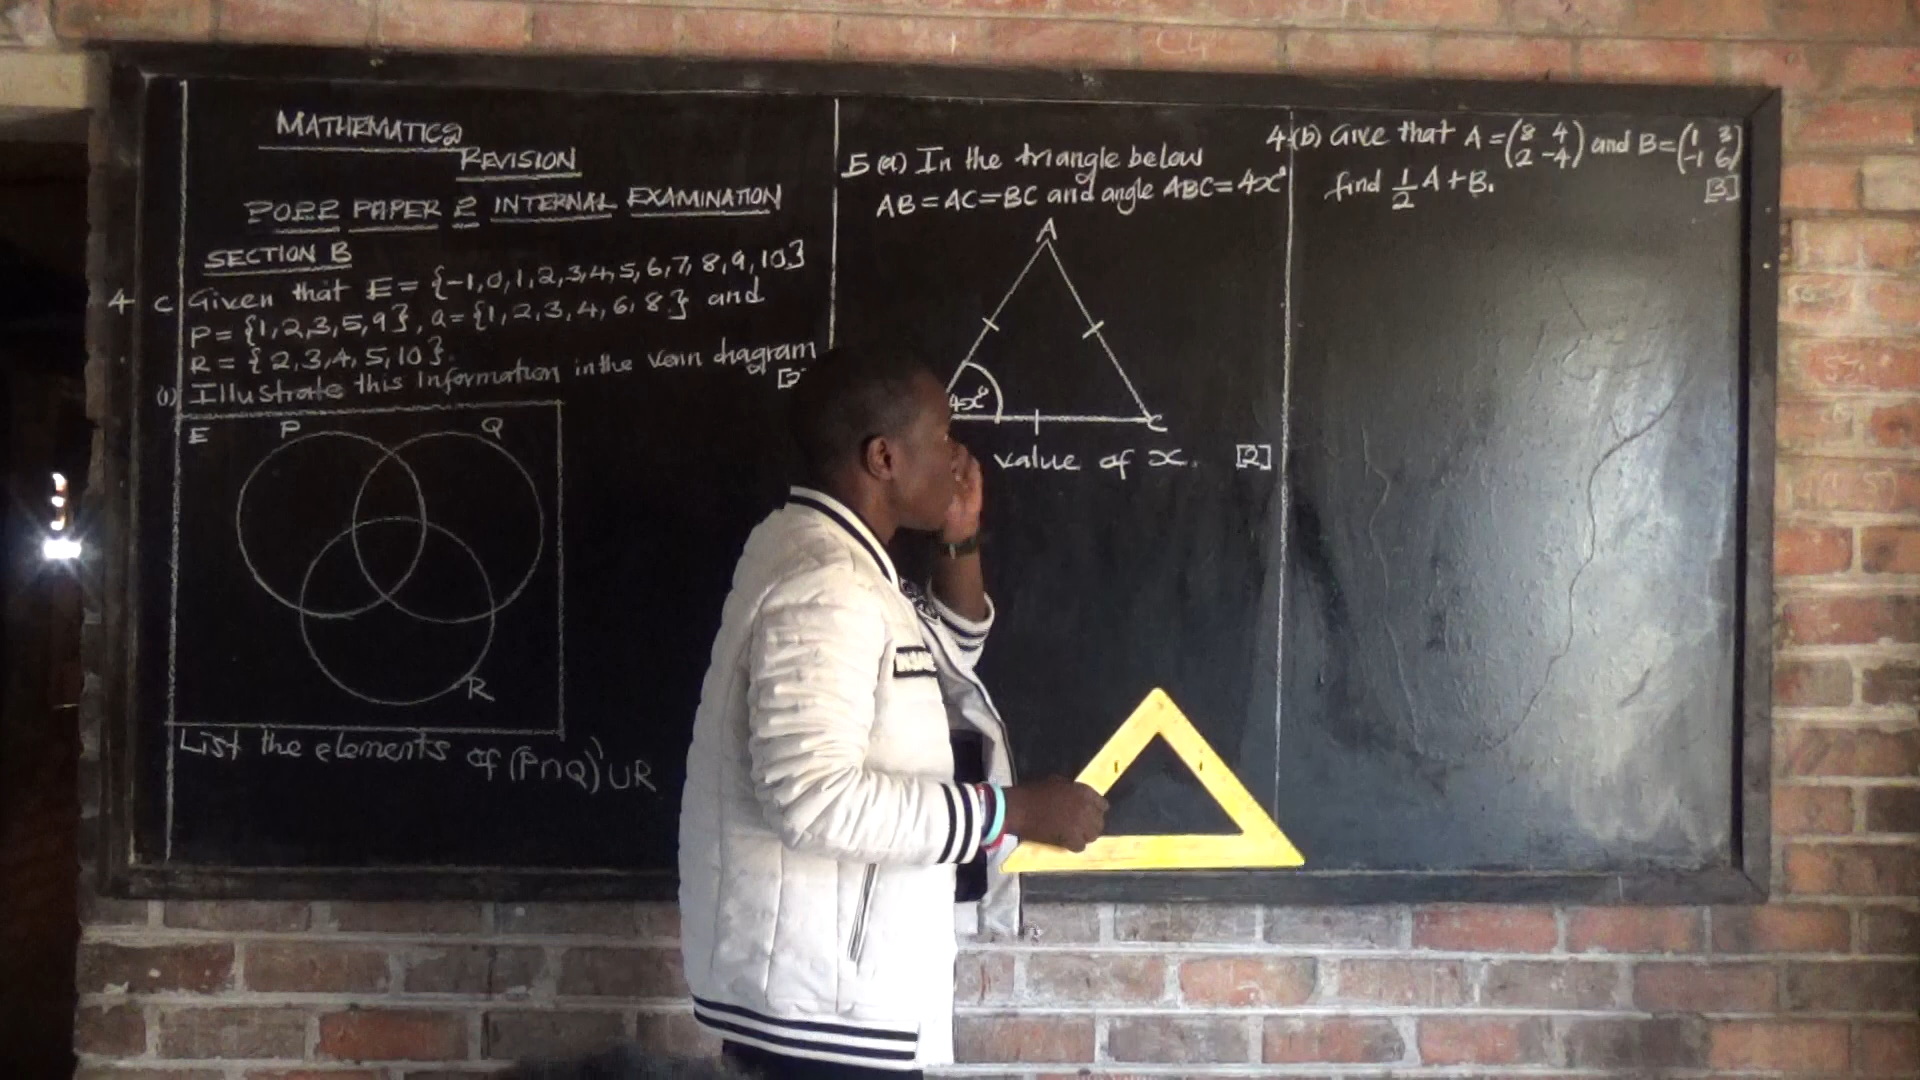 MATHEMATICS
REVISION
PORR PAPER 2 INTERNAL EXAMINATION
SECTION B
4 c Given that E = {-1,0,1,2,3,4,5,6,7,8,9,10}
P = {1,2,3,5,9}, Q = {1,2,3,4,6,8} and
R = {2,3,4,5,10}.
(i) Illustrate this information in the venn diagram
[2
E P Q
R
List the elements of (P∩Q)'∪R
5 (a) In the triangle below
AB = AC = BC and angle ABC = 4x°
A
4x° C
value of x. [2]
4 (b) Give that A = (8 4 2 -4) and B = (1 3 -1 6)
find 1/2 A + B. [3]